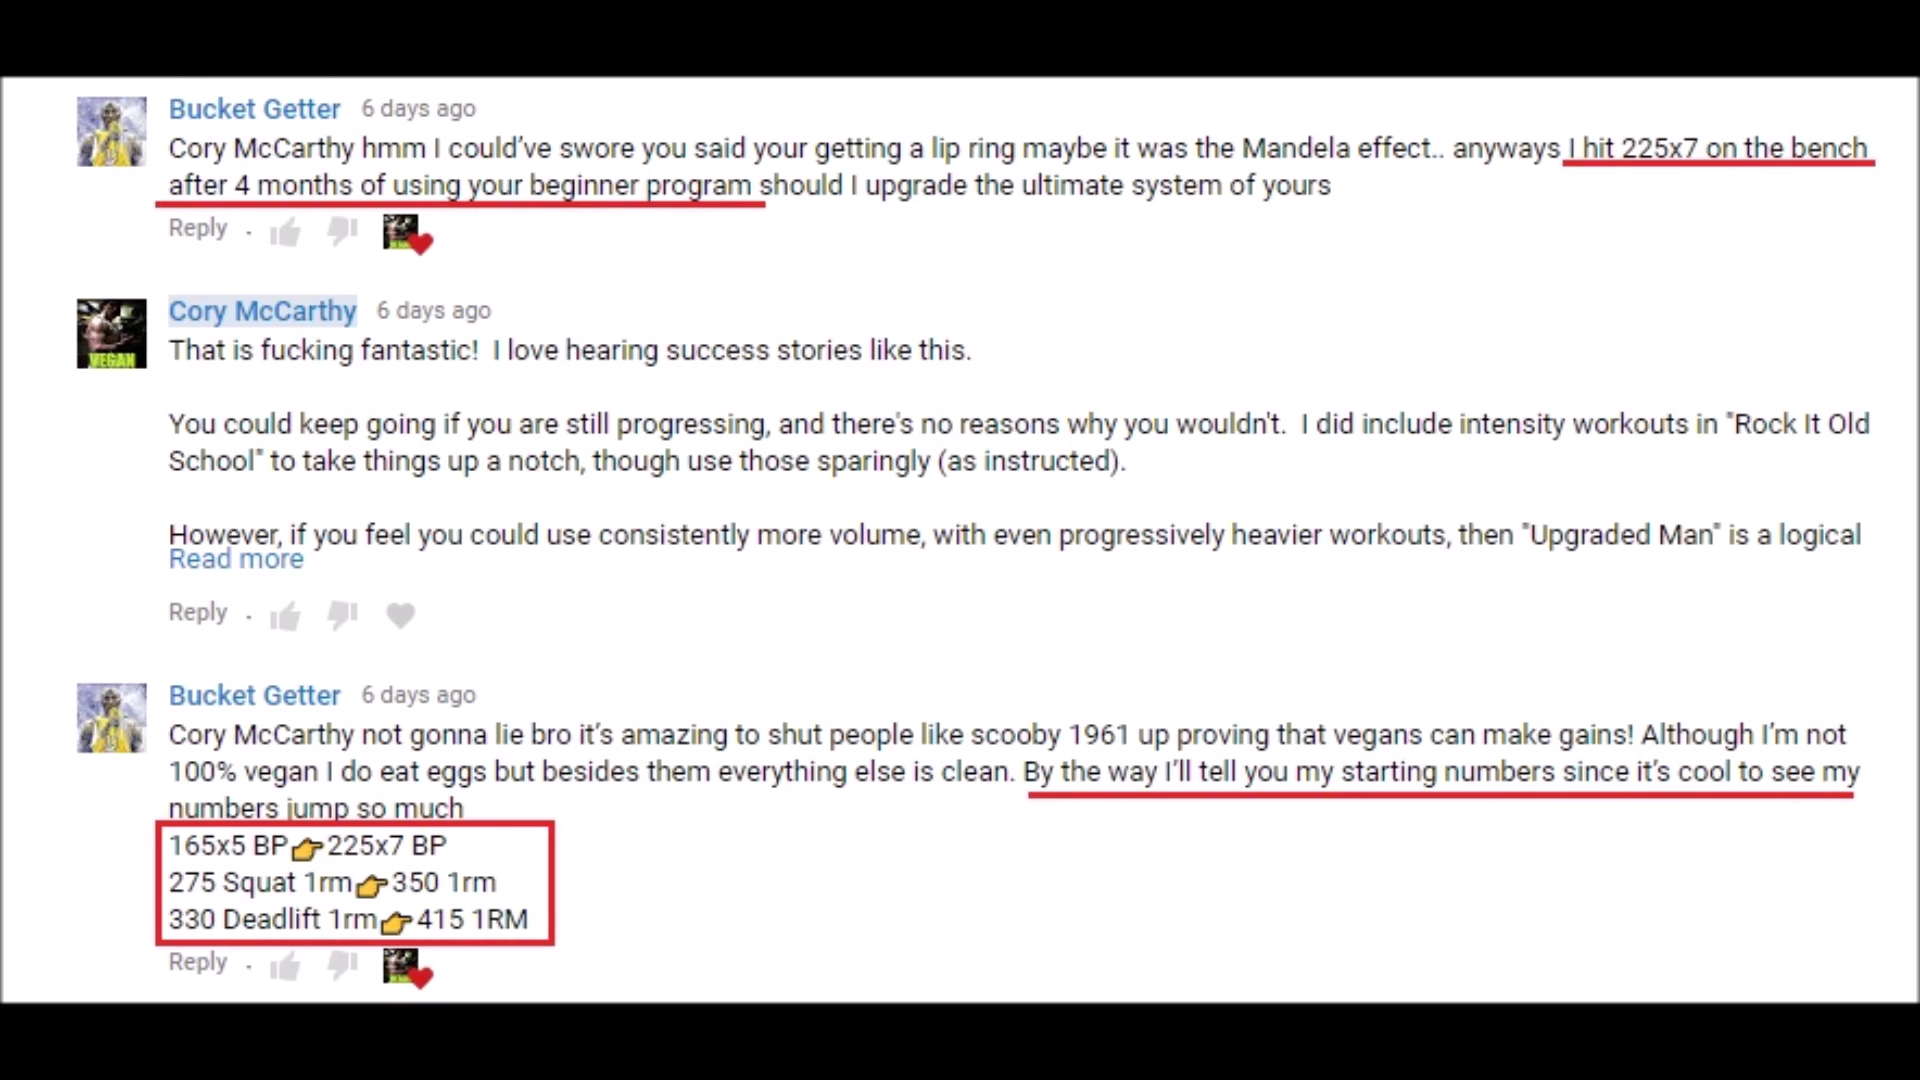 Bucket Getter 6 days ago
Cory McCarthy hmm I could've swore you said your getting a lip ring maybe it was the Mandela effect.. anyways I hit 225x7 on the bench
after 4 months of using your beginner program should I upgrade the ultimate system of yours
Reply .
Cory McCarthy 6 days ago
VEGAN
That is fucking fantastic!  I love hearing success stories like this.
You could keep going if you are still progressing, and there's no reasons why you wouldn't.  I did include intensity workouts in "Rock It Old
School" to take things up a notch, though use those sparingly (as instructed).
However, if you feel you could use consistently more volume, with even progressively heavier workouts, then "Upgraded Man" is a logical
Read more
Reply .
Bucket Getter 6 days ago
Cory McCarthy not gonna lie bro it's amazing to shut people like scooby 1961 up proving that vegans can make gains! Although I'm not
100% vegan I do eat eggs but besides them everything else is clean. By the way I'll tell you my starting numbers since it's cool to see my
numbers jump so much
165x5 BP👉225x7 BP
275 Squat 1rm👉350 1rm
330 Deadlift 1rm👉415 1RM
Reply .